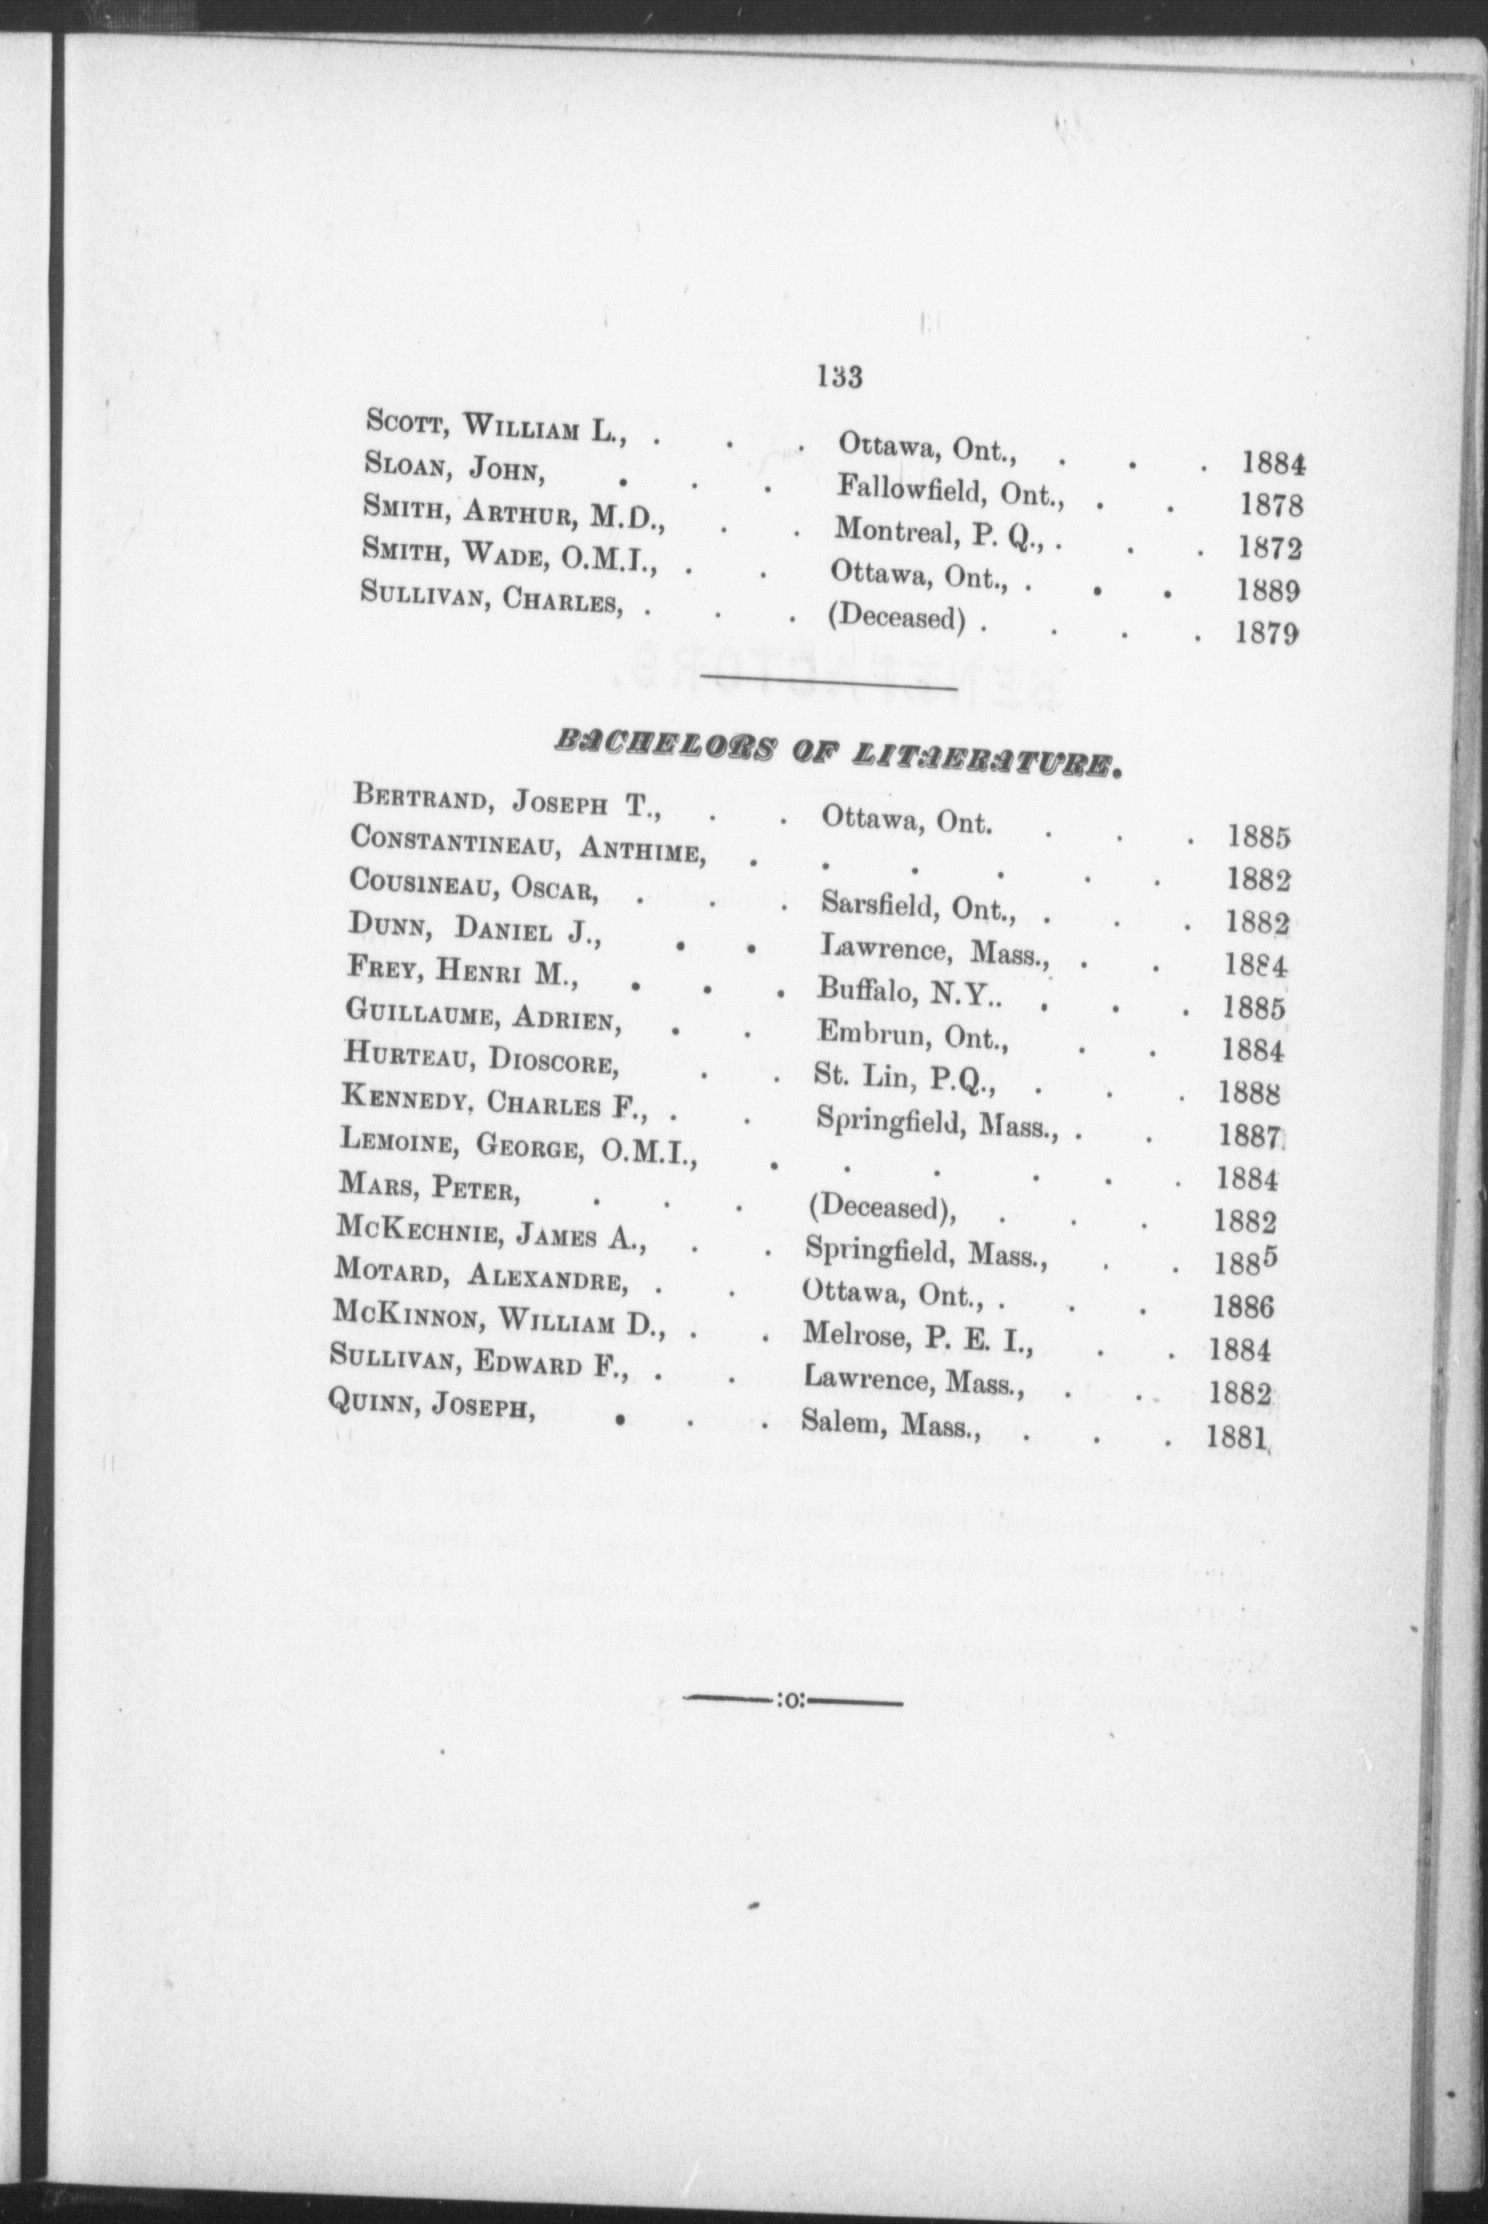 133
Scott, William L., . . . Ottawa, Ont., . . . 1884
Sloan, John, . . . Fallowfield, Ont., . . 1878
Smith, Arthur, M.D., . . Montreal, P. Q., . . . 1872
Smith, Wade, O.M.I., . . Ottawa, Ont., . . . 1889
Sullivan, Charles, . . . (Deceased) . . . . 1879
BACHELORS OF LITAERATURE.
Bertrand, Joseph T., . . Ottawa, Ont. . . . 1885
Constantineau, Anthime, . . . . . . 1882
Cousineau, Oscar, . . . Sarsfield, Ont., . . . 1882
Dunn, Daniel J., . . Lawrence, Mass., . . 1884
Frey, Henri M., . . . Buffalo, N.Y.. . . . 1885
Guillaume, Adrien, . . Embrun, Ont., . . 1884
Hurteau, Dioscore, . . St. Lin, P.Q., . . . 1888
Kennedy, Charles F., . . Springfield, Mass., . . 1887
Lemoine, George, O.M.I., . . . . . . 1884
Mars, Peter, . . . (Deceased), . . . 1882
McKechnie, James A., . . Springfield, Mass., . . 1885
Motard, Alexandre, . . Ottawa, Ont., . . . 1886
McKinnon, William D., . . Melrose, P. E. I., . . 1884
Sullivan, Edward F., . . Lawrence, Mass., . . 1882
Quinn, Joseph, . . . Salem, Mass., . . . 1881
——:o:——